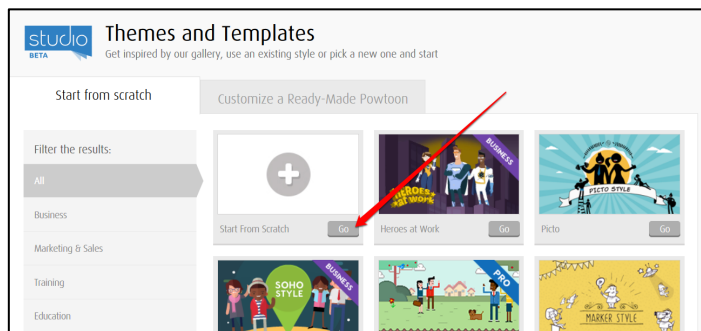 studio
BETA
Themes and Templates
Get inspired by our gallery, use an existing style or pick a new one and start
Start from scratch
Customize a Ready-Made Powtoon
Filter the results:
All
Business
Marketing & Sales
Training
Education
Start From Scratch
Go
BUSINESS
HEROES
at WORK
Heroes at Work
Go
PICTO STYLE
Picto
Go
BUSINESS
SOHO
STYLE
PRO
MARKER STYLE